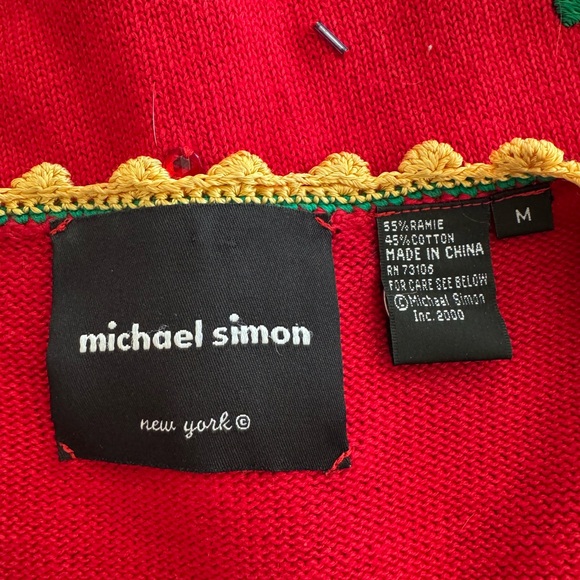 michael simon
new york ©
55% RAMIE
45% COTTON
MADE IN CHINA
RN 73106
FOR CARE SEE BELOW
©Michael Simon
Inc. 2000
M